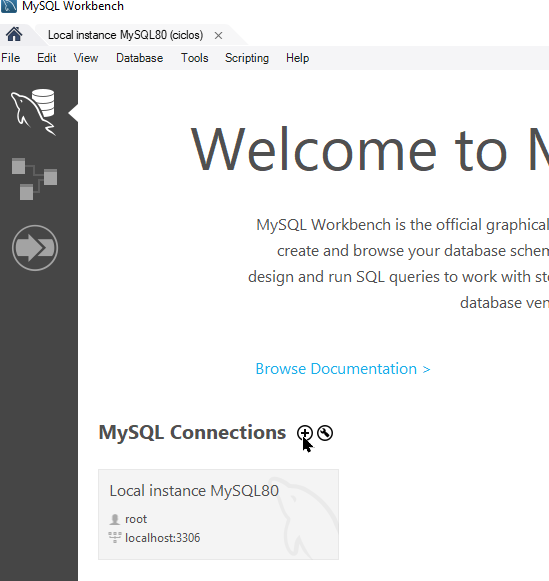 MySQL Workbench
Local instance MySQL80 (ciclos)
File Edit View Database Tools Scripting Help
Welcome to
MySQL Workbench is the official graphical
create and browse your database schem
design and run SQL queries to work with st
database ven
Browse Documentation >
MySQL Connections
Local instance MySQL80
root
localhost:3306